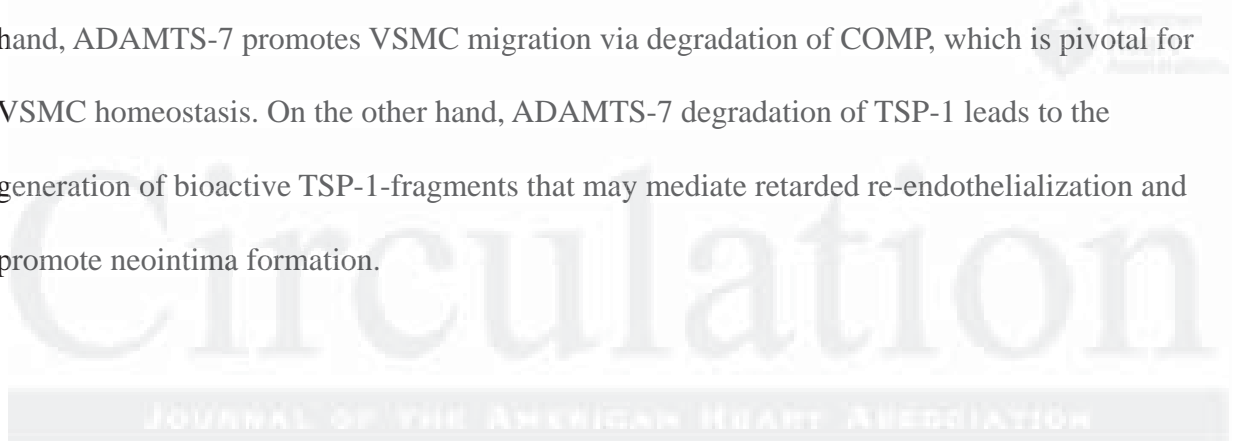 hand, ADAMTS-7 promotes VSMC migration via degradation of COMP, which is pivotal for
VSMC homeostasis. On the other hand, ADAMTS-7 degradation of TSP-1 leads to the
generation of bioactive TSP-1-fragments that may mediate retarded re-endothelialization and
promote neointima formation.
Circulation
JOURNAL OF THE AMERICAN HEART ASSOCIATION